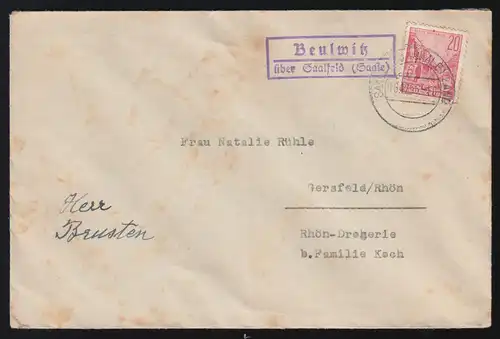 Beulwitz
über Saalfeld (Saale)
20
Frau Natalie Rühle
Gersfeld/Rhön
Rhön-Drogerie
b.Familie Koch
Herr
Brusten